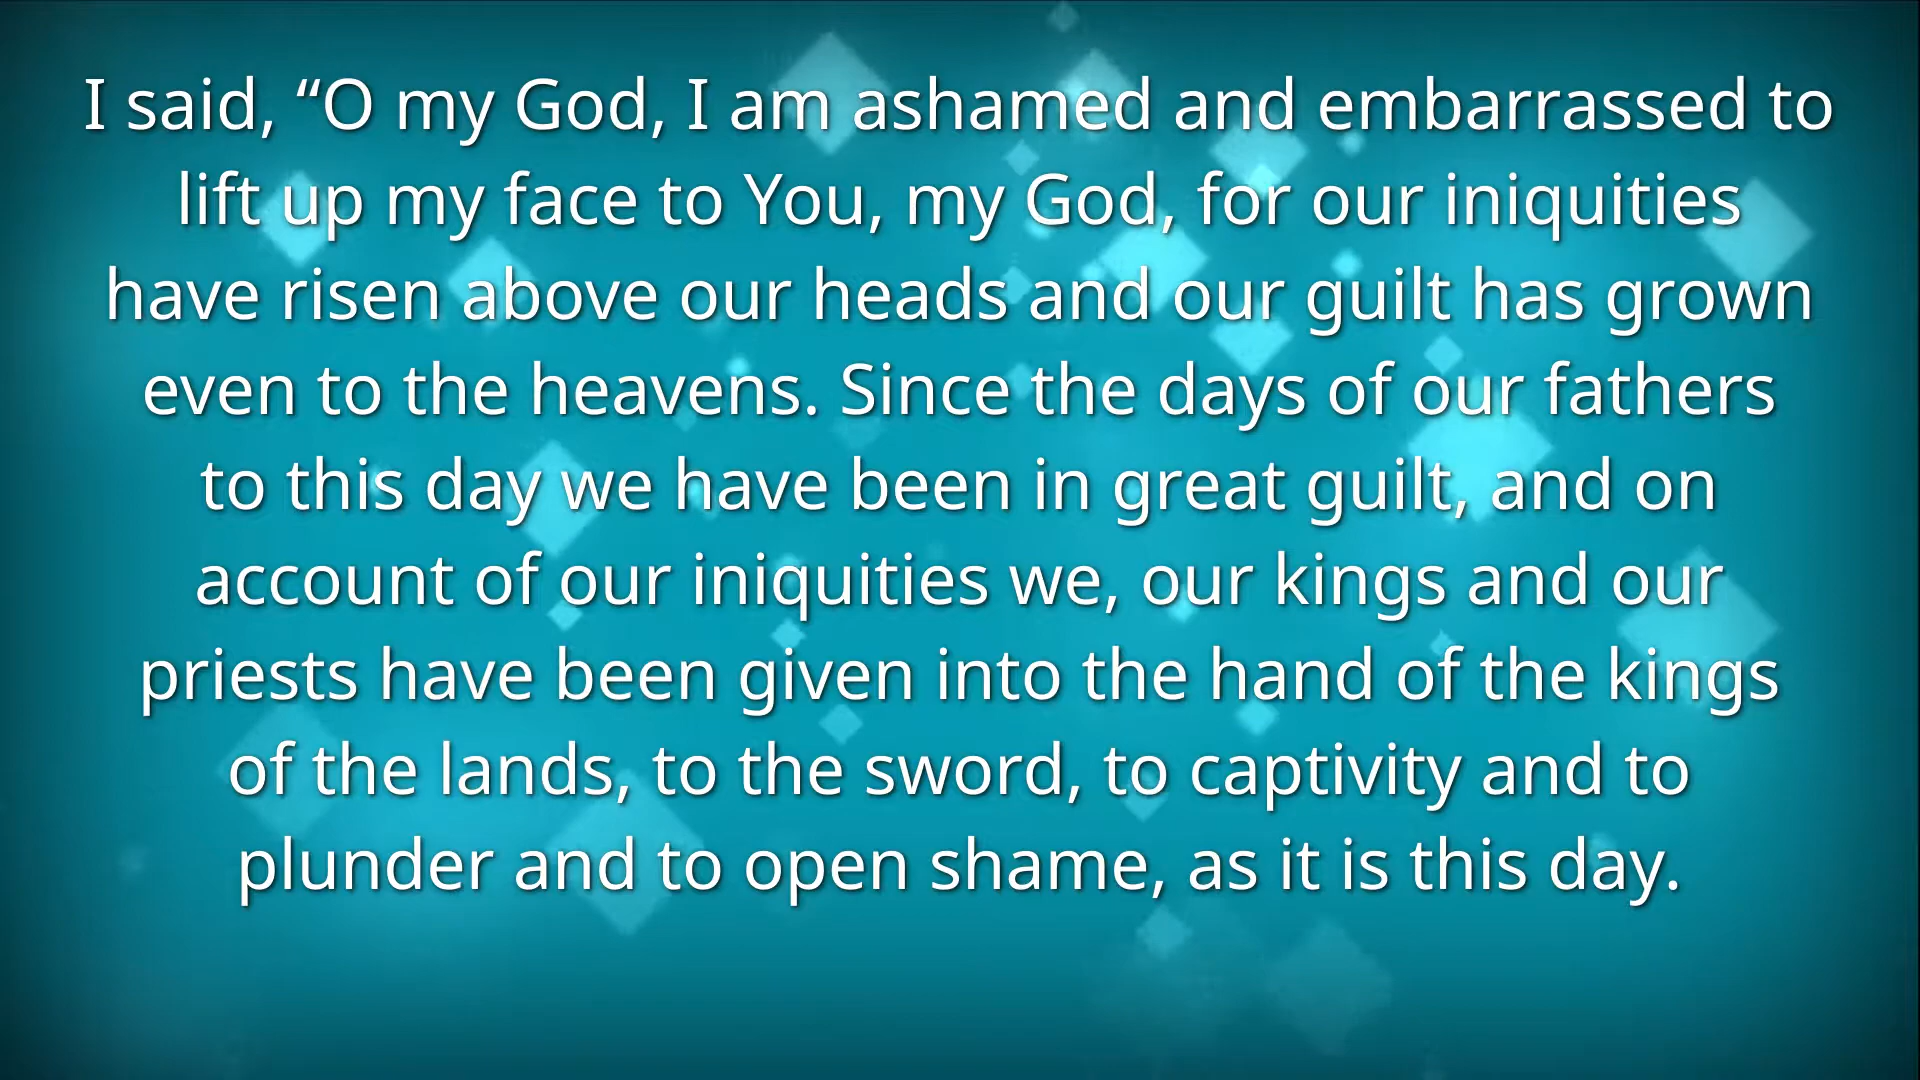 I said, “O my God, I am ashamed and embarrassed to
lift up my face to You, my God, for our iniquities
have risen above our heads and our guilt has grown
even to the heavens. Since the days of our fathers
to this day we have been in great guilt, and on
account of our iniquities we, our kings and our
priests have been given into the hand of the kings
of the lands, to the sword, to captivity and to
plunder and to open shame, as it is this day.